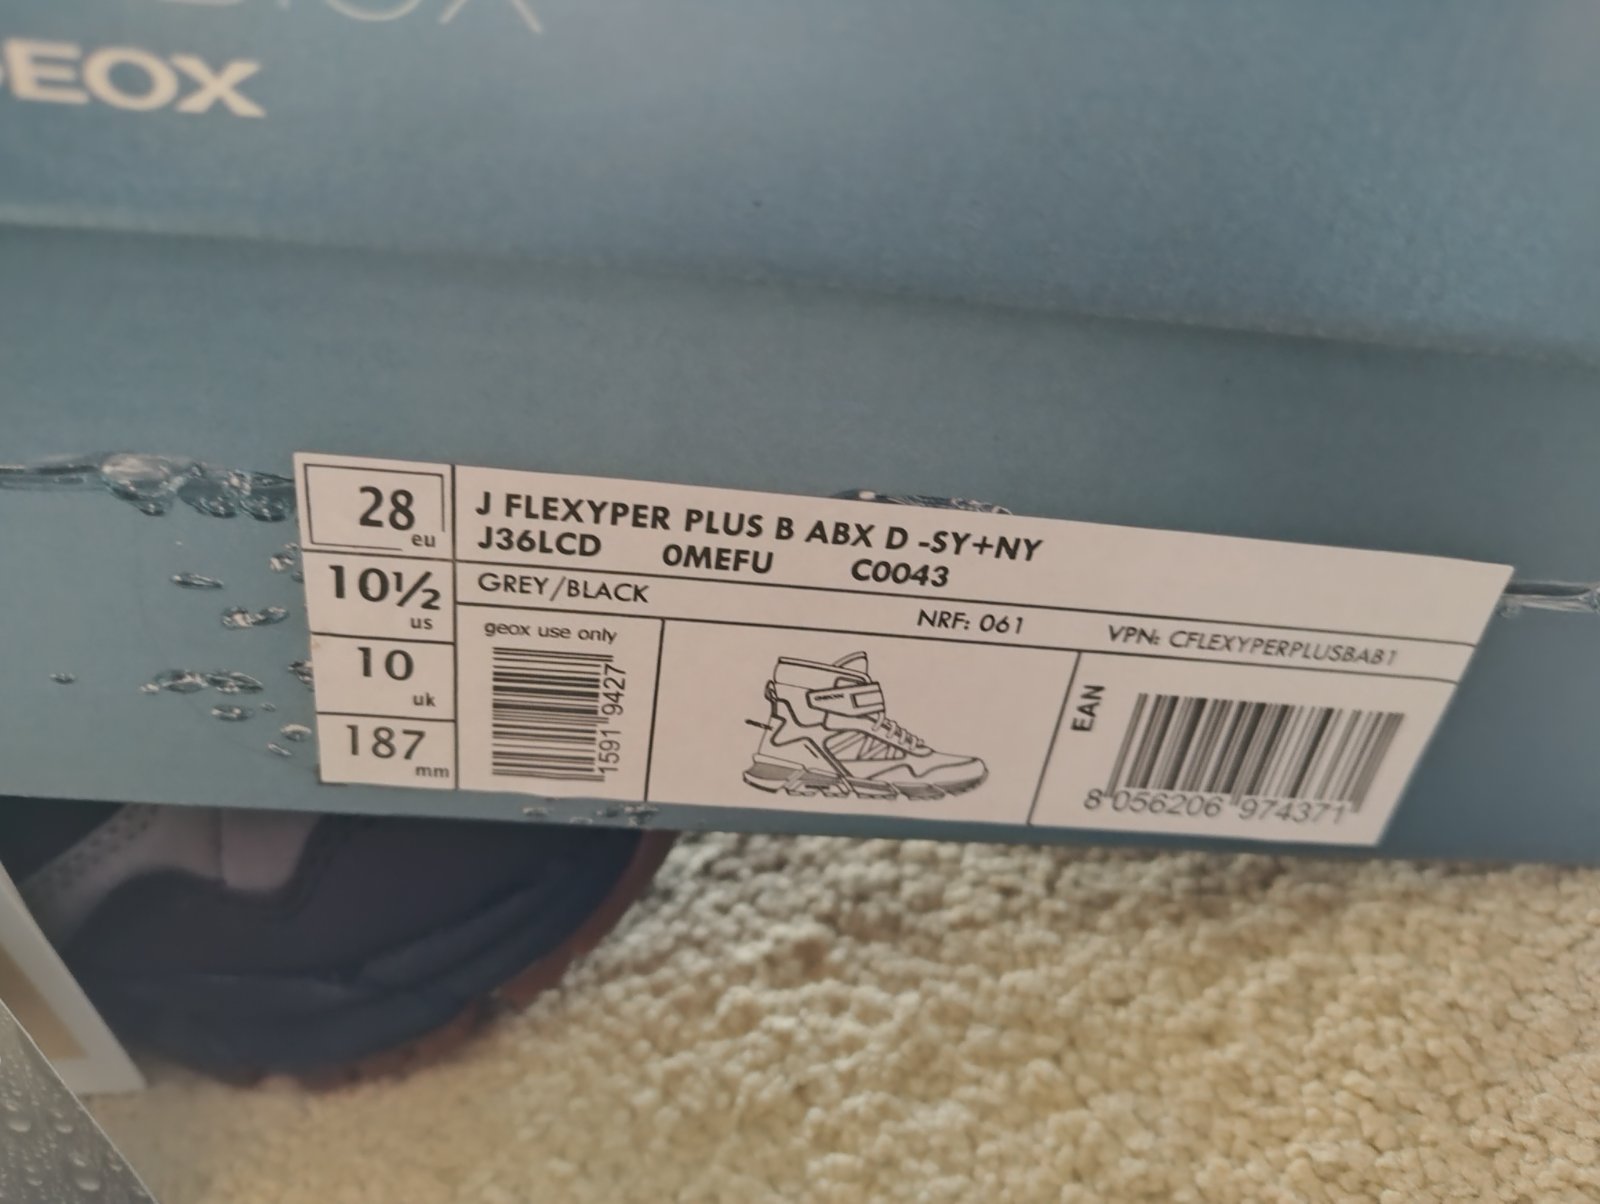 GEOX
28 eu
J FLEXYPER PLUS B ABX D -SY+NY
J36LCD 0MEFU C0043
10½ us
GREY/BLACK
NRF: 061
VPN: CFLEXYPERPLUSBAB1
10 uk
geox use only
1591 9427
187 mm
EAN
8 056206 974371